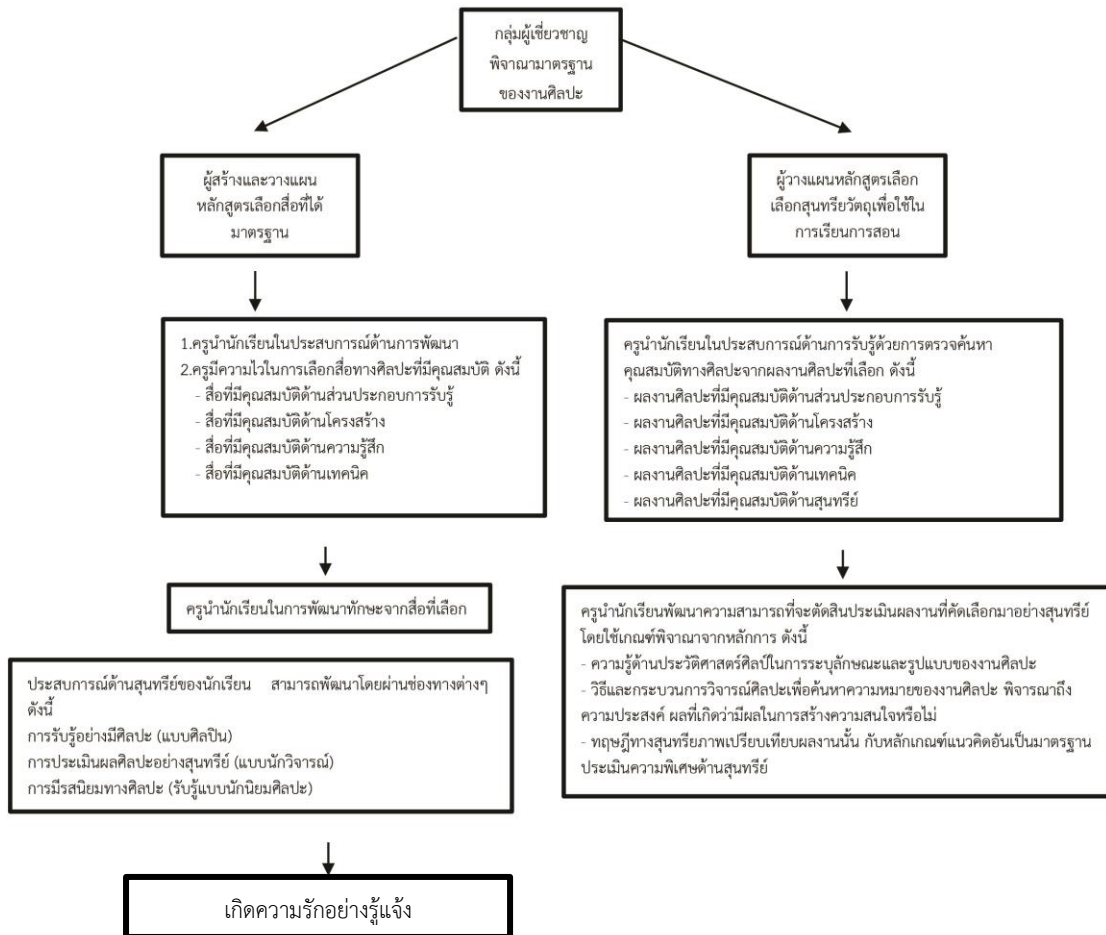 กลุ่มผู้เชี่ยวชาญ
พิจาณามาตรฐาน
ของงานศิลปะ
ผู้สร้างและวางแผน
หลักสูตรเลือกสื่อที่ได้
มาตรฐาน
ผู้วางแผนหลักสูตรเลือก
เลือกสุนทรียวัตถุเพื่อใช้ใน
การเรียนการสอน
1.ครูนำนักเรียนในประสบการณ์ด้านการพัฒนา
2.ครูมีความไวในการเลือกสื่อทางศิลปะที่มีคุณสมบัติ ดังนี้
- สื่อที่มีคุณสมบัติด้านส่วนประกอบการรับรู้
- สื่อที่มีคุณสมบัติด้านโครงสร้าง
- สื่อที่มีคุณสมบัติด้านความรู้สึก
- สื่อที่มีคุณสมบัติด้านเทคนิค
ครูนำนักเรียนในประสบการณ์ด้านการรับรู้ด้วยการตรวจค้นหา
คุณสมบัติทางศิลปะจากผลงานศิลปะที่เลือก ดังนี้
- ผลงานศิลปะที่มีคุณสมบัติด้านส่วนประกอบการรับรู้
- ผลงานศิลปะที่มีคุณสมบัติด้านโครงสร้าง
- ผลงานศิลปะที่มีคุณสมบัติด้านความรู้สึก
- ผลงานศิลปะที่มีคุณสมบัติด้านเทคนิค
- ผลงานศิลปะที่มีคุณสมบัติด้านสุนทรีย์
ครูนำนักเรียนในการพัฒนาทักษะจากสื่อที่เลือก
ครูนำนักเรียนพัฒนาความสามารถที่จะตัดสินประเมินผลงานที่คัดเลือกมาอย่างสุนทรีย์
โดยใช้เกณฑ์พิจาณาจากหลักการ ดังนี้
- ความรู้ด้านประวัติศาสตร์ศิลป์ในการระบุลักษณะและรูปแบบของงานศิลปะ
- วิธีและกระบวนการวิจารณ์ศิลปะเพื่อค้นหาความหมายของงานศิลปะ พิจารณาถึง
ความประสงค์ ผลที่เกิดว่ามีผลในการสร้างความสนใจหรือไม่
- ทฤษฎีทางสุนทรียภาพเปรียบเทียบผลงานนั้น กับหลักเกณฑ์แนวคิดอันเป็นมาตรฐาน
ประเมินความพิเศษด้านสุนทรีย์
ประสบการณ์ด้านสุนทรีย์ของนักเรียน สามารถพัฒนาโดยผ่านช่องทางต่างๆ
ดังนี้
การรับรู้อย่างมีศิลปะ (แบบศิลปิน)
การประเมินผลศิลปะอย่างสุนทรีย์ (แบบนักวิจารณ์)
การมีรสนิยมทางศิลปะ (รับรู้แบบนักนิยมศิลปะ)
เกิดความรักอย่างรู้แจ้ง